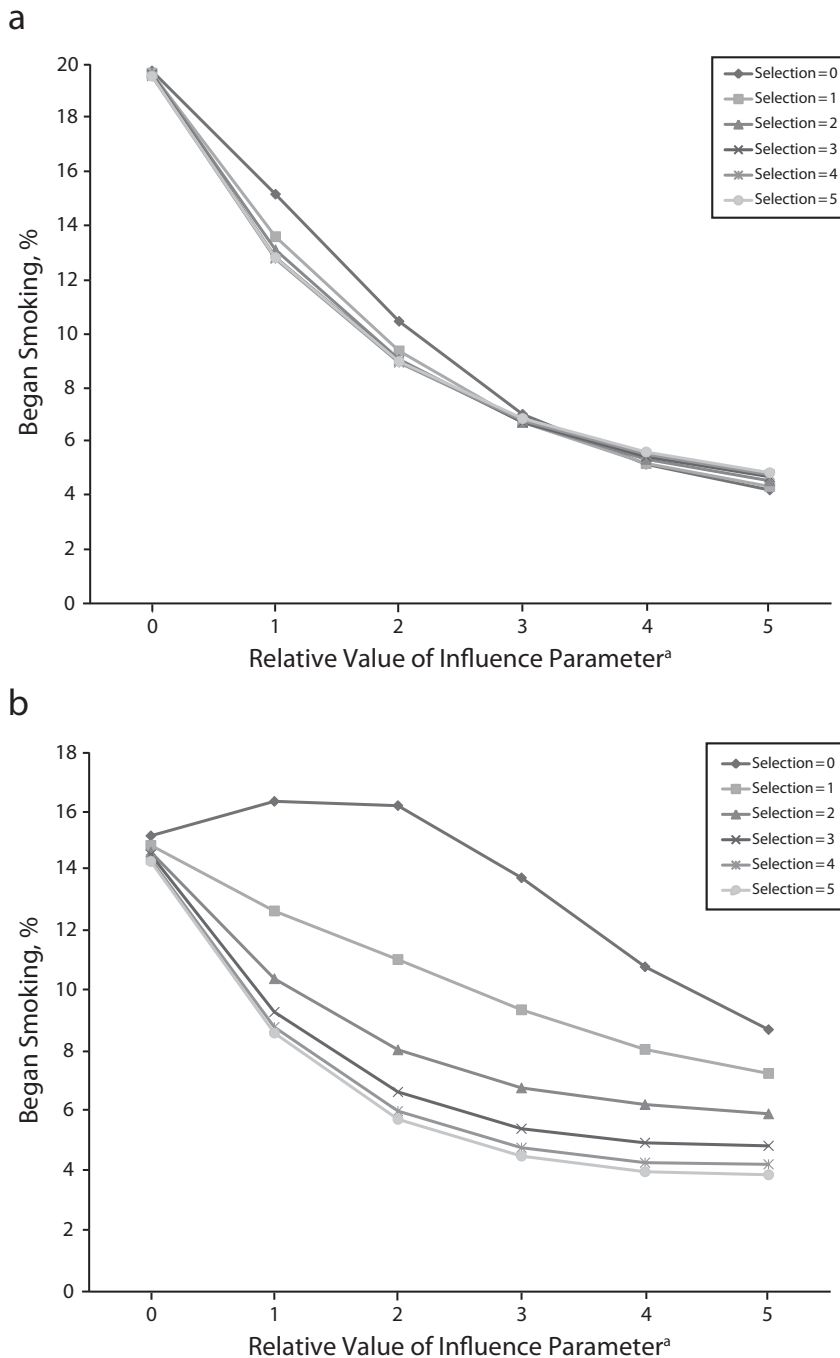 a
20
18
16
14
12
10
8
6
4
2
0
Began Smoking, %
0 1 2 3 4 5
Relative Value of Influence Parameterᵃ
Selection=0
Selection=1
Selection=2
Selection=3
Selection=4
Selection=5
b
18
16
14
12
10
8
6
4
2
0
Began Smoking, %
0 1 2 3 4 5
Relative Value of Influence Parameterᵃ
Selection=0
Selection=1
Selection=2
Selection=3
Selection=4
Selection=5